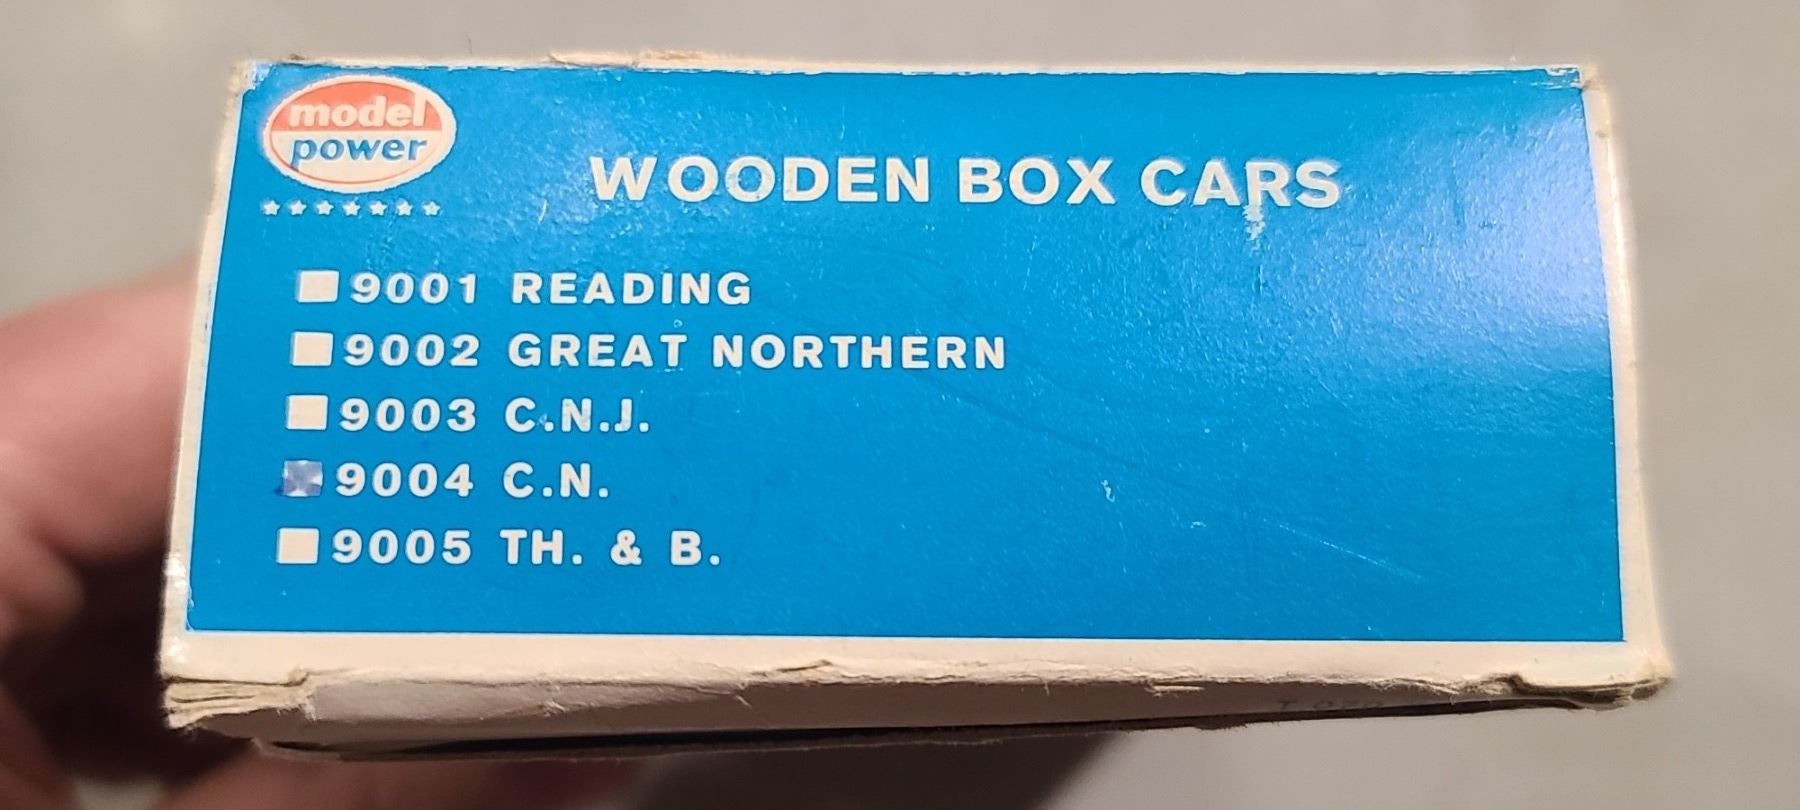 model
power
WOODEN BOX CARS
9001 READING
9002 GREAT NORTHERN
9003 C.N.J.
9004 C.N.
9005 TH. & B.